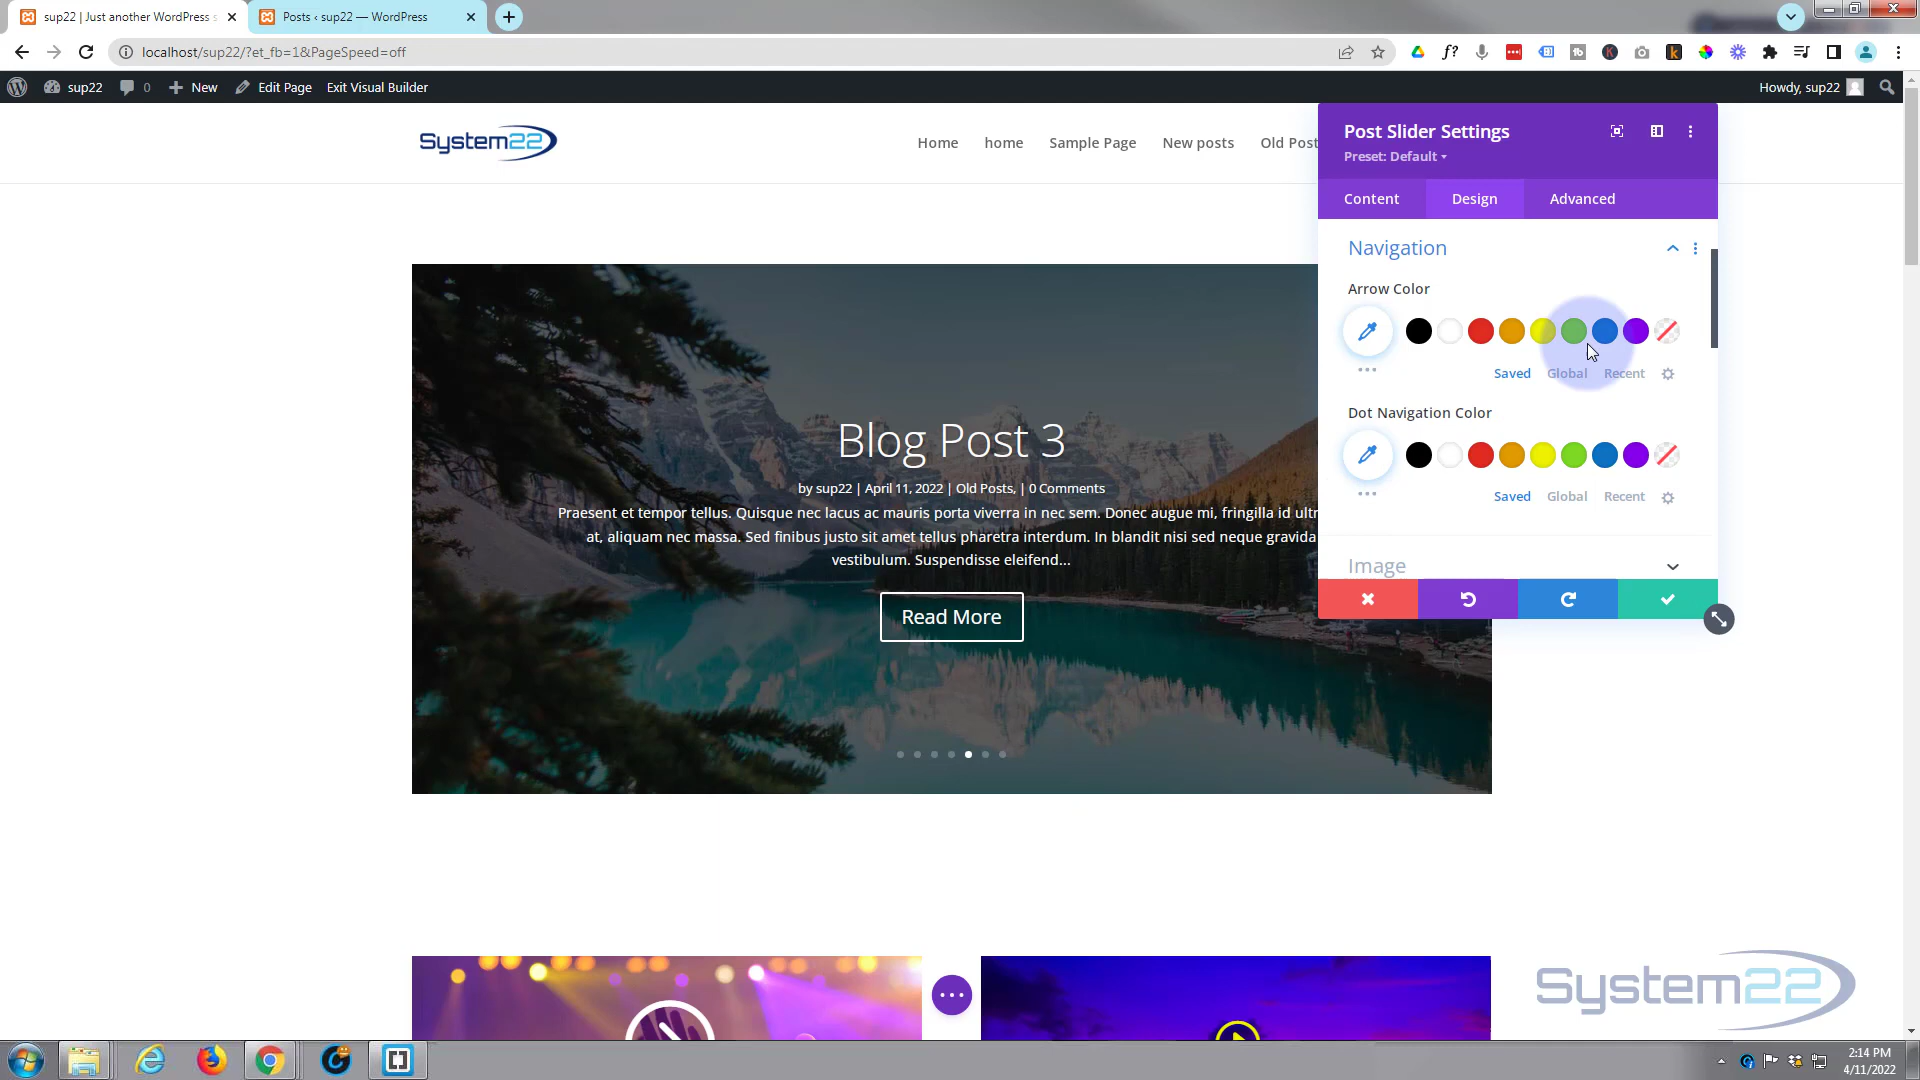 sup22 | Just another WordPress s
Posts ‹ sup22 — WordPress
localhost/sup22/?et_fb=1&PageSpeed=off
sup22 0 New Edit Page Exit Visual Builder Howdy, sup22
System22
Home home Sample Page New posts Old Post
Post Slider Settings
Preset: Default
Content Design Advanced
Navigation
Arrow Color
Saved Global Recent
Dot Navigation Color
Saved Global Recent
Image
Blog Post 3
by sup22 | April 11, 2022 | Old Posts, | 0 Comments
Praesent et tempor tellus. Quisque nec lacus ac mauris porta viverra in nec sem. Donec augue mi, fringilla id ultr
at, aliquam nec massa. Sed finibus justo sit amet tellus pharetra interdum. In blandit nisi sed neque gravida
vestibulum. Suspendisse eleifend...
Read More
System22
2:14 PM
4/11/2022